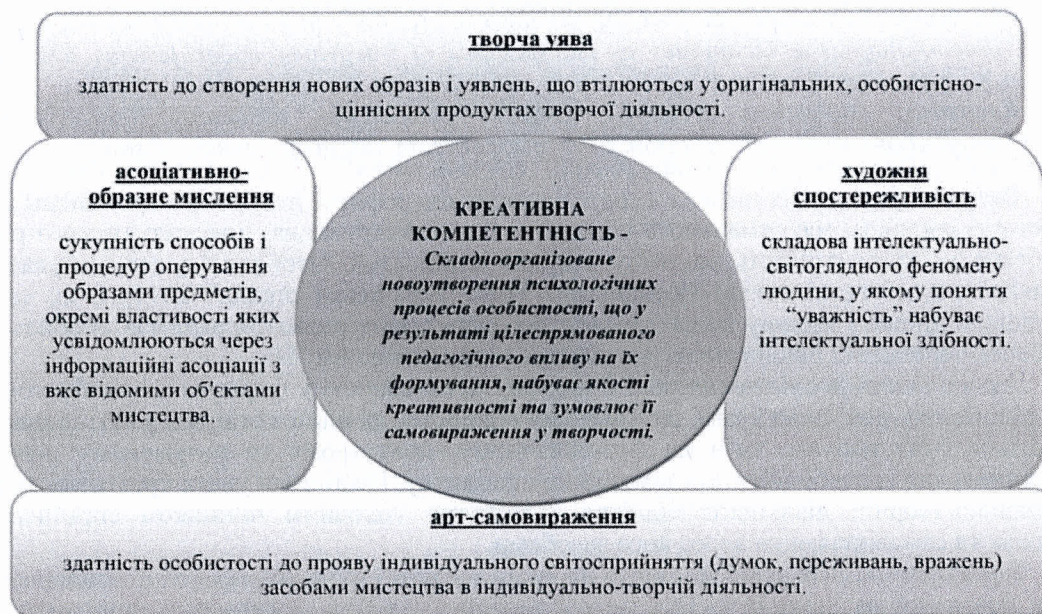 творча уява
здатність до створення нових образів і уявлень, що втілюються у оригінальних, особистісно-
ціннісних продуктах творчої діяльності.
асоціативно-
образне мислення
сукупність способів і
процедур оперування
образами предметів,
окремі властивості яких
усвідомлюються через
інформаційні асоціації з
вже відомими об'єктами
мистецтва.
КРЕАТИВНА
КОМПЕТЕНТНІСТЬ -
Складноорганізоване
новоутворення психологічних
процесів особистості, що у
результаті цілеспрямованого
педагогічного впливу на їх
формування, набуває якості
креативності та зумовлює її
самовираження у творчості.
художня
спостережливість
складова інтелектуально-
світоглядного феномену
людини, у якому поняття
“уважність” набуває
інтелектуальної здібності.
арт-самовираження
здатність особистості до прояву індивідуального світосприйняття (думок, переживань, вражень)
засобами мистецтва в індивідуально-творчій діяльності.